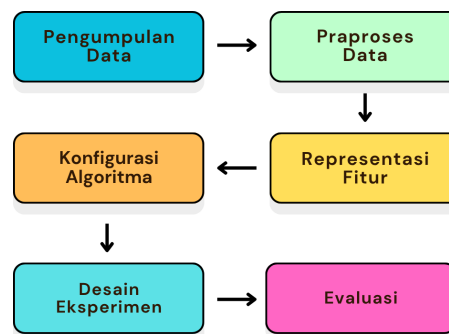 Pengumpulan
Data
Praproses
Data
Representasi
Fitur
Konfigurasi
Algoritma
Desain
Eksperimen
Evaluasi